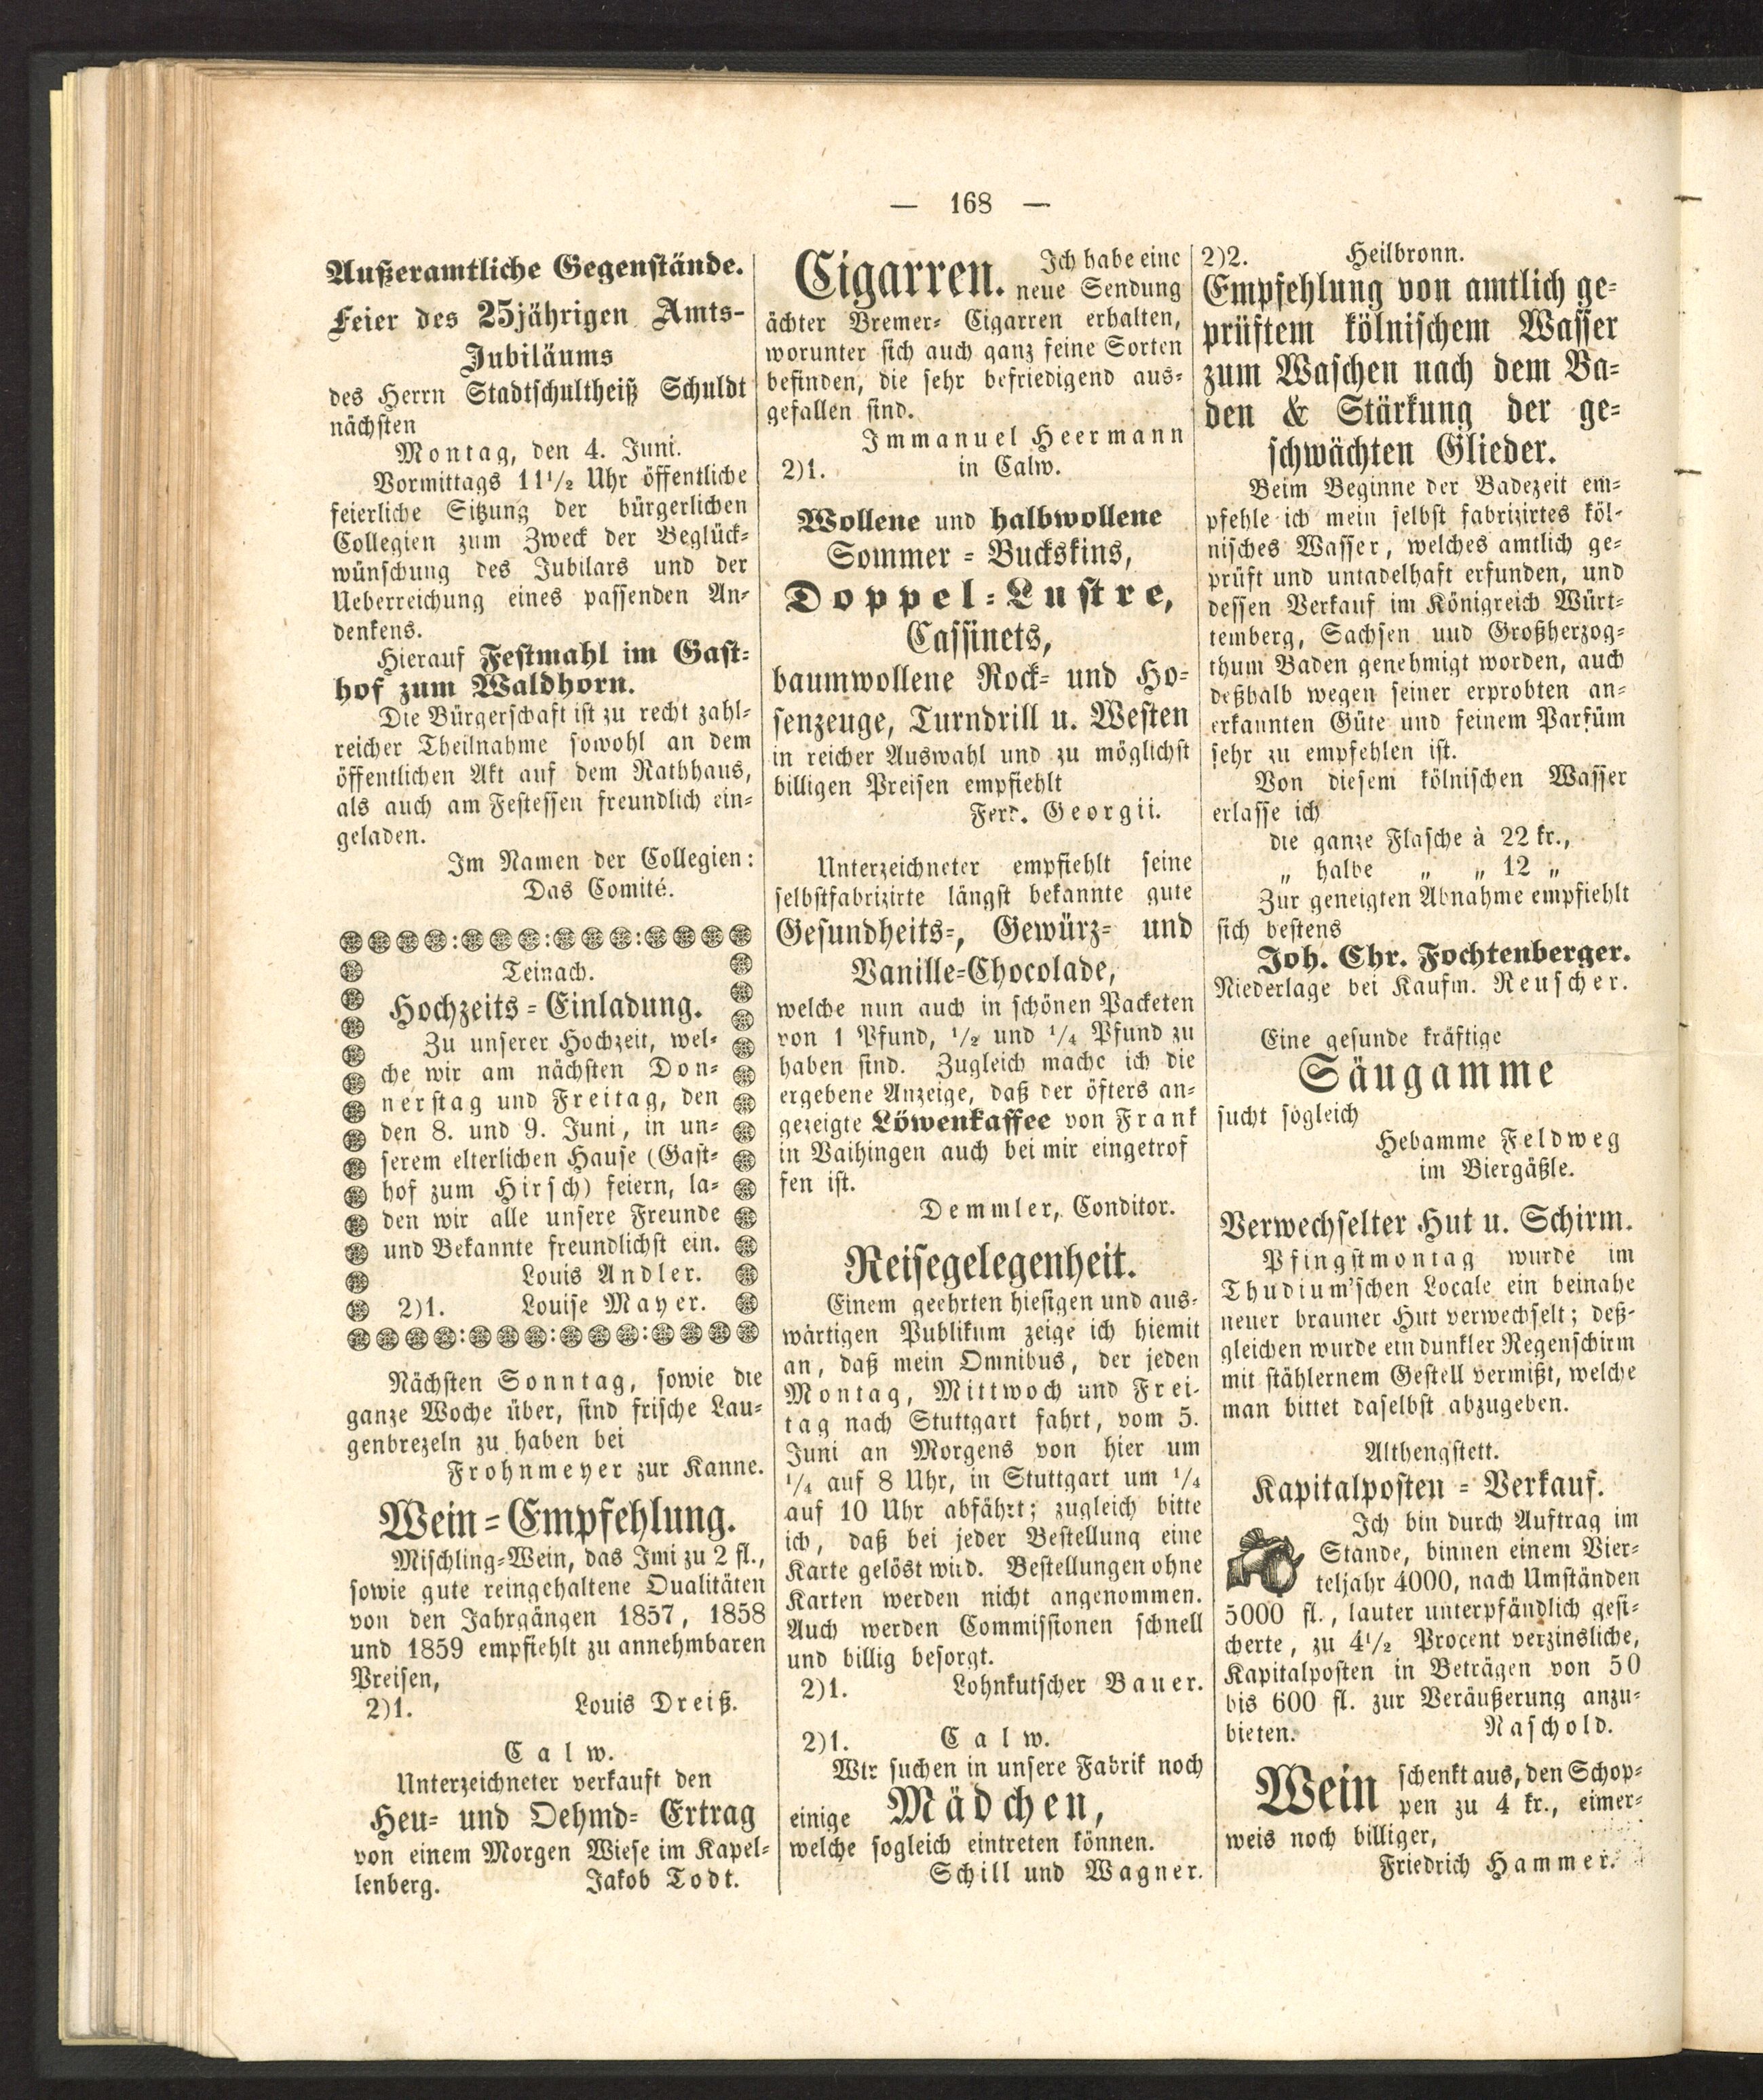 — 168 —
Außeramtliche Gegenstände.
Feier des 25jährigen Amts-
Jubiläums
des Herrn Stadtschultheiß Schuldt
nächsten
Montag, den 4. Juni.
Vormittags 11½ Uhr öffentliche
feierliche Sitzung der bürgerlichen
Collegien zum Zweck der Beglück-
wünschung des Jubilars und der
Ueberreichung eines passenden An-
denkens.
Hierauf Festmahl im Gast-
hof zum Waldhorn.
Die Bürgerschaft ist zu recht zahl-
reicher Theilnahme sowohl an dem
öffentlichen Akt auf dem Rathhaus,
als auch am Festessen freundlich ein-
geladen.
Im Namen der Collegien:
Das Comité.
Teinach.
Hochzeits-Einladung.
Zu unserer Hochzeit, wel-
che wir am nächsten Don-
nerstag und Freitag, den
den 8. und 9. Juni, in un-
serem elterlichen Hause (Gast-
hof zum Hirsch) feiern, la-
den wir alle unsere Freunde
und Bekannte freundlichst ein.
Louis Andler.
2)1. Louise Mayer.
Nächsten Sonntag, sowie die
ganze Woche über, sind frische Lau-
genbrezeln zu haben bei
Frohnmeyer zur Kanne.
Wein-Empfehlung.
Mischling-Wein, das Imi zu 2 fl.,
sowie gute reingehaltene Qualitäten
von den Jahrgängen 1857, 1858
und 1859 empfiehlt zu annehmbaren
Preisen,
2)1. Louis Dreiß.
Calw.
Unterzeichneter verkauft den
Heu- und Oehmd-Ertrag
von einem Morgen Wiese im Kapel-
lenberg. Jakob Todt.
Cigarren. Ich habe eine
neue Sendung
ächter Bremer-Cigarren erhalten,
worunter sich auch ganz feine Sorten
befinden, die sehr befriedigend aus-
gefallen sind.
Immanuel Heermann
2)1. in Calw.
Wollene und halbwollene
Sommer-Buckskins,
Doppel-Lustre,
Cassinets,
baumwollene Rock- und Ho-
senzeuge, Turndrill u. Westen
in reicher Auswahl und zu möglichst
billigen Preisen empfiehlt
Ferd. Georgii.
Unterzeichneter empfiehlt seine
selbstfabrizirte längst bekannte gute
Gesundheits-, Gewürz- und
Vanille-Chocolade,
welche nun auch in schönen Packeten
von 1 Pfund, ½ und ¼ Pfund zu
haben sind. Zugleich mache ich die
ergebene Anzeige, daß der öfters an-
gezeigte Löwenkaffee von Frank
in Vaihingen auch bei mir eingetrof
fen ist.
Demmler, Conditor.
Reisegelegenheit.
Einem geehrten hiesigen und aus-
wärtigen Publikum zeige ich hiemit
an, daß mein Omnibus, der jeden
Montag, Mittwoch und Frei-
tag nach Stuttgart fahrt, vom 5.
Juni an Morgens von hier um
¼ auf 8 Uhr, in Stuttgart um ¼
auf 10 Uhr abfährt; zugleich bitte
ich, daß bei jeder Bestellung eine
Karte gelöst wird. Bestellungen ohne
Karten werden nicht angenommen.
Auch werden Commissionen schnell
und billig besorgt.
2)1. Lohnkutscher Bauer.
2)1. Calw.
Wir suchen in unsere Fabrik noch
einige Mädchen,
welche sogleich eintreten können.
Schill und Wagner.
2)2. Heilbronn.
Empfehlung von amtlich ge-
prüftem kölnischem Wasser
zum Waschen nach dem Ba-
den & Stärkung der ge-
schwächten Glieder.
Beim Beginne der Badezeit em-
pfehle ich mein selbst fabrizirtes köl-
nisches Wasser, welches amtlich ge-
prüft und untadelhaft erfunden, und
dessen Verkauf im Königreich Würt-
temberg, Sachsen und Großherzog-
thum Baden genehmigt worden, auch
deßhalb wegen seiner erprobten an-
erkannten Güte und feinem Parfüm
sehr zu empfehlen ist.
Von diesem kölnischen Wasser
erlasse ich
die ganze Flasche à 22 kr.,
„ halbe „ „ 12 „
Zur geneigten Abnahme empfiehlt
sich bestens
Joh. Chr. Fochtenberger.
Niederlage bei Kaufm. Reuscher.
Eine gesunde kräftige
Säugamme
sucht sogleich
Hebamme Feldweg
im Biergäßle.
Verwechselter Hut u. Schirm.
Pfingstmontag wurde im
Thudium'schen Locale ein beinahe
neuer brauner Hut verwechselt; deß-
gleichen wurde ein dunkler Regenschirm
mit stählernem Gestell vermißt, welche
man bittet daselbst abzugeben.
Althengstett.
Kapitalposten-Verkauf.
Ich bin durch Auftrag im
Stande, binnen einem Vier-
teljahr 4000, nach Umständen
5000 fl., lauter unterpfändlich gesi-
cherte, zu 4½ Procent verzinsliche,
Kapitalposten in Beträgen von 50
bis 600 fl. zur Veräußerung anzu-
bieten. Naschold.
Wein schenkt aus, den Schop-
pen zu 4 kr., eimer-
weis noch billiger,
Friedrich Hammer.